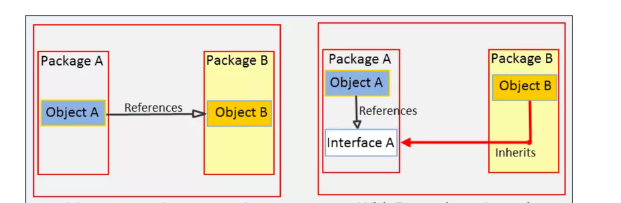 Package A
Package B
Object A
References
Object B
Package A
Package B
Object A
Object B
References
Interface A
Inherits